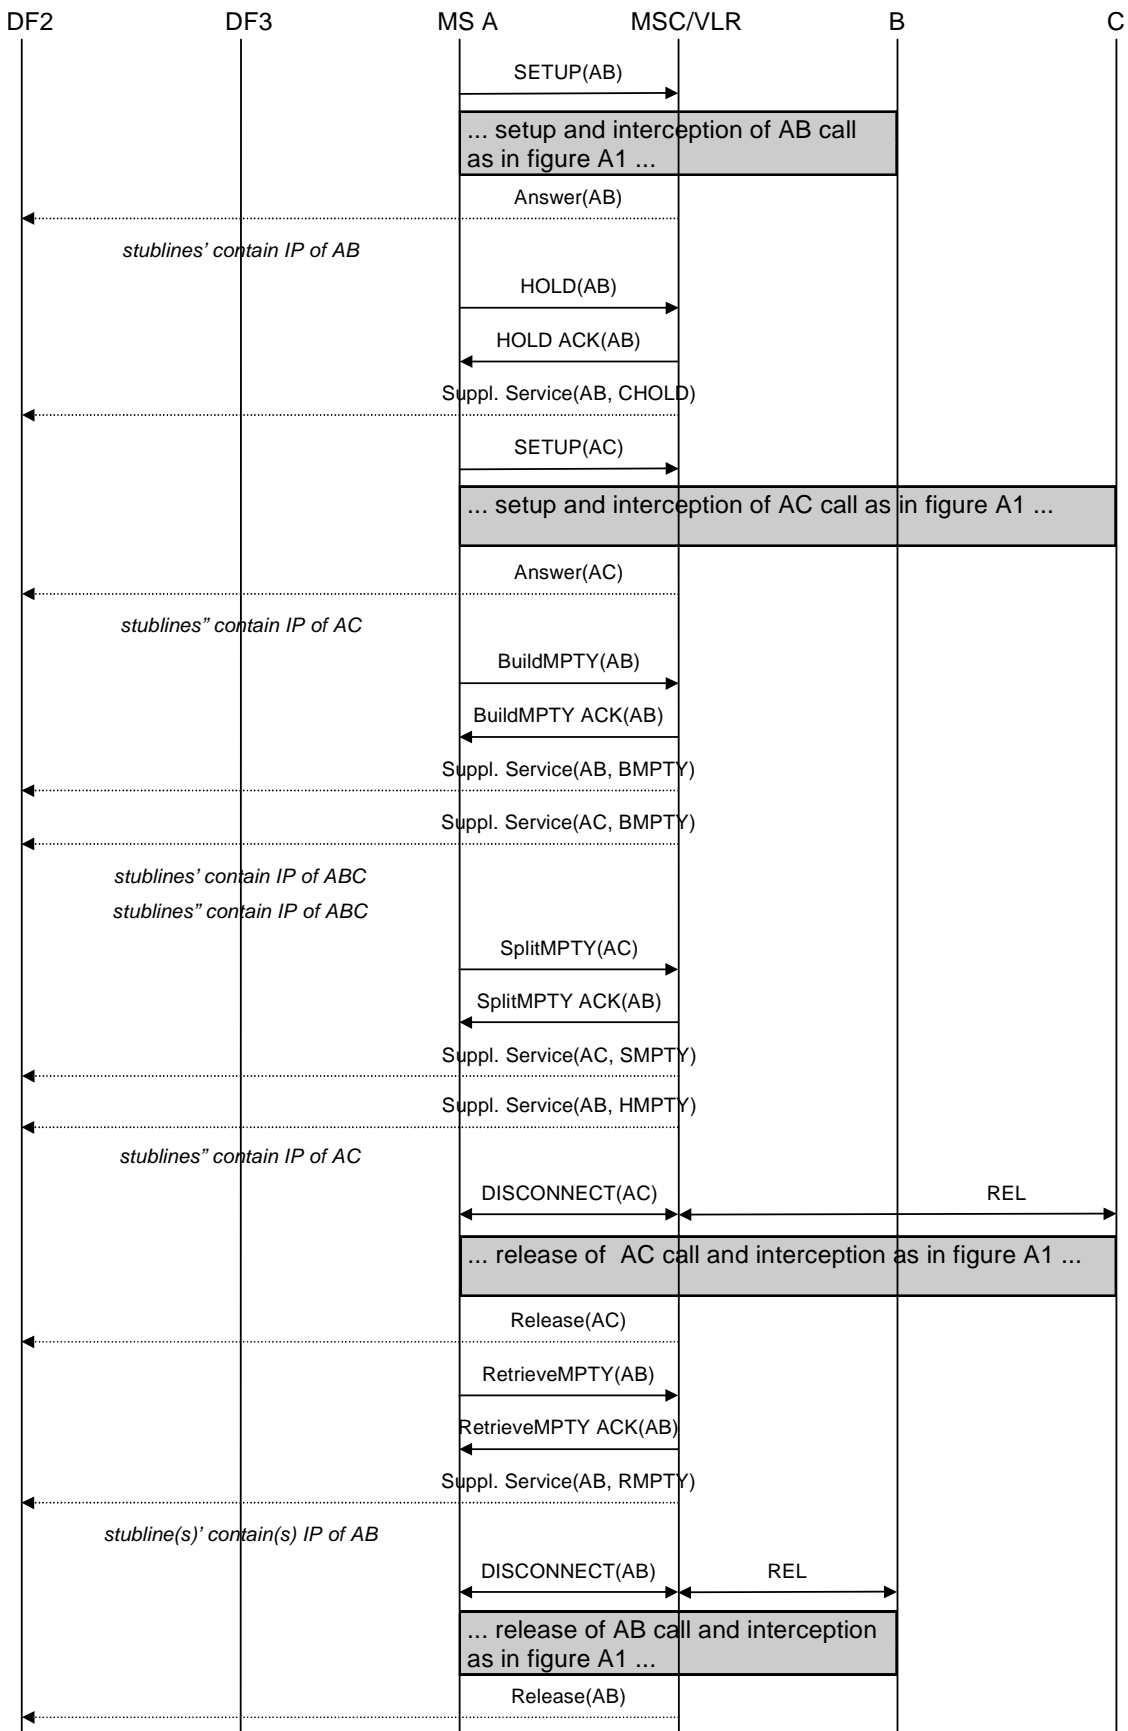 DF2 DF3 MS A MSC/VLR B C
SETUP(AB)
... setup and interception of AB call
as in figure A1 ...
Answer(AB)
stublines’ contain IP of AB
HOLD(AB)
HOLD ACK(AB)
Suppl. Service(AB, CHOLD)
SETUP(AC)
... setup and interception of AC call as in figure A1 ...
Answer(AC)
stublines” contain IP of AC
BuildMPTY(AB)
BuildMPTY ACK(AB)
Suppl. Service(AB, BMPTY)
Suppl. Service(AC, BMPTY)
stublines’ contain IP of ABC
stublines” contain IP of ABC
SplitMPTY(AC)
SplitMPTY ACK(AB)
Suppl. Service(AC, SMPTY)
Suppl. Service(AB, HMPTY)
stublines” contain IP of AC
DISCONNECT(AC) REL
... release of  AC call and interception as in figure A1 ...
Release(AC)
RetrieveMPTY(AB)
RetrieveMPTY ACK(AB)
Suppl. Service(AB, RMPTY)
stubline(s)’ contain(s) IP of AB
DISCONNECT(AB) REL
... release of AB call and interception
as in figure A1 ...
Release(AB)